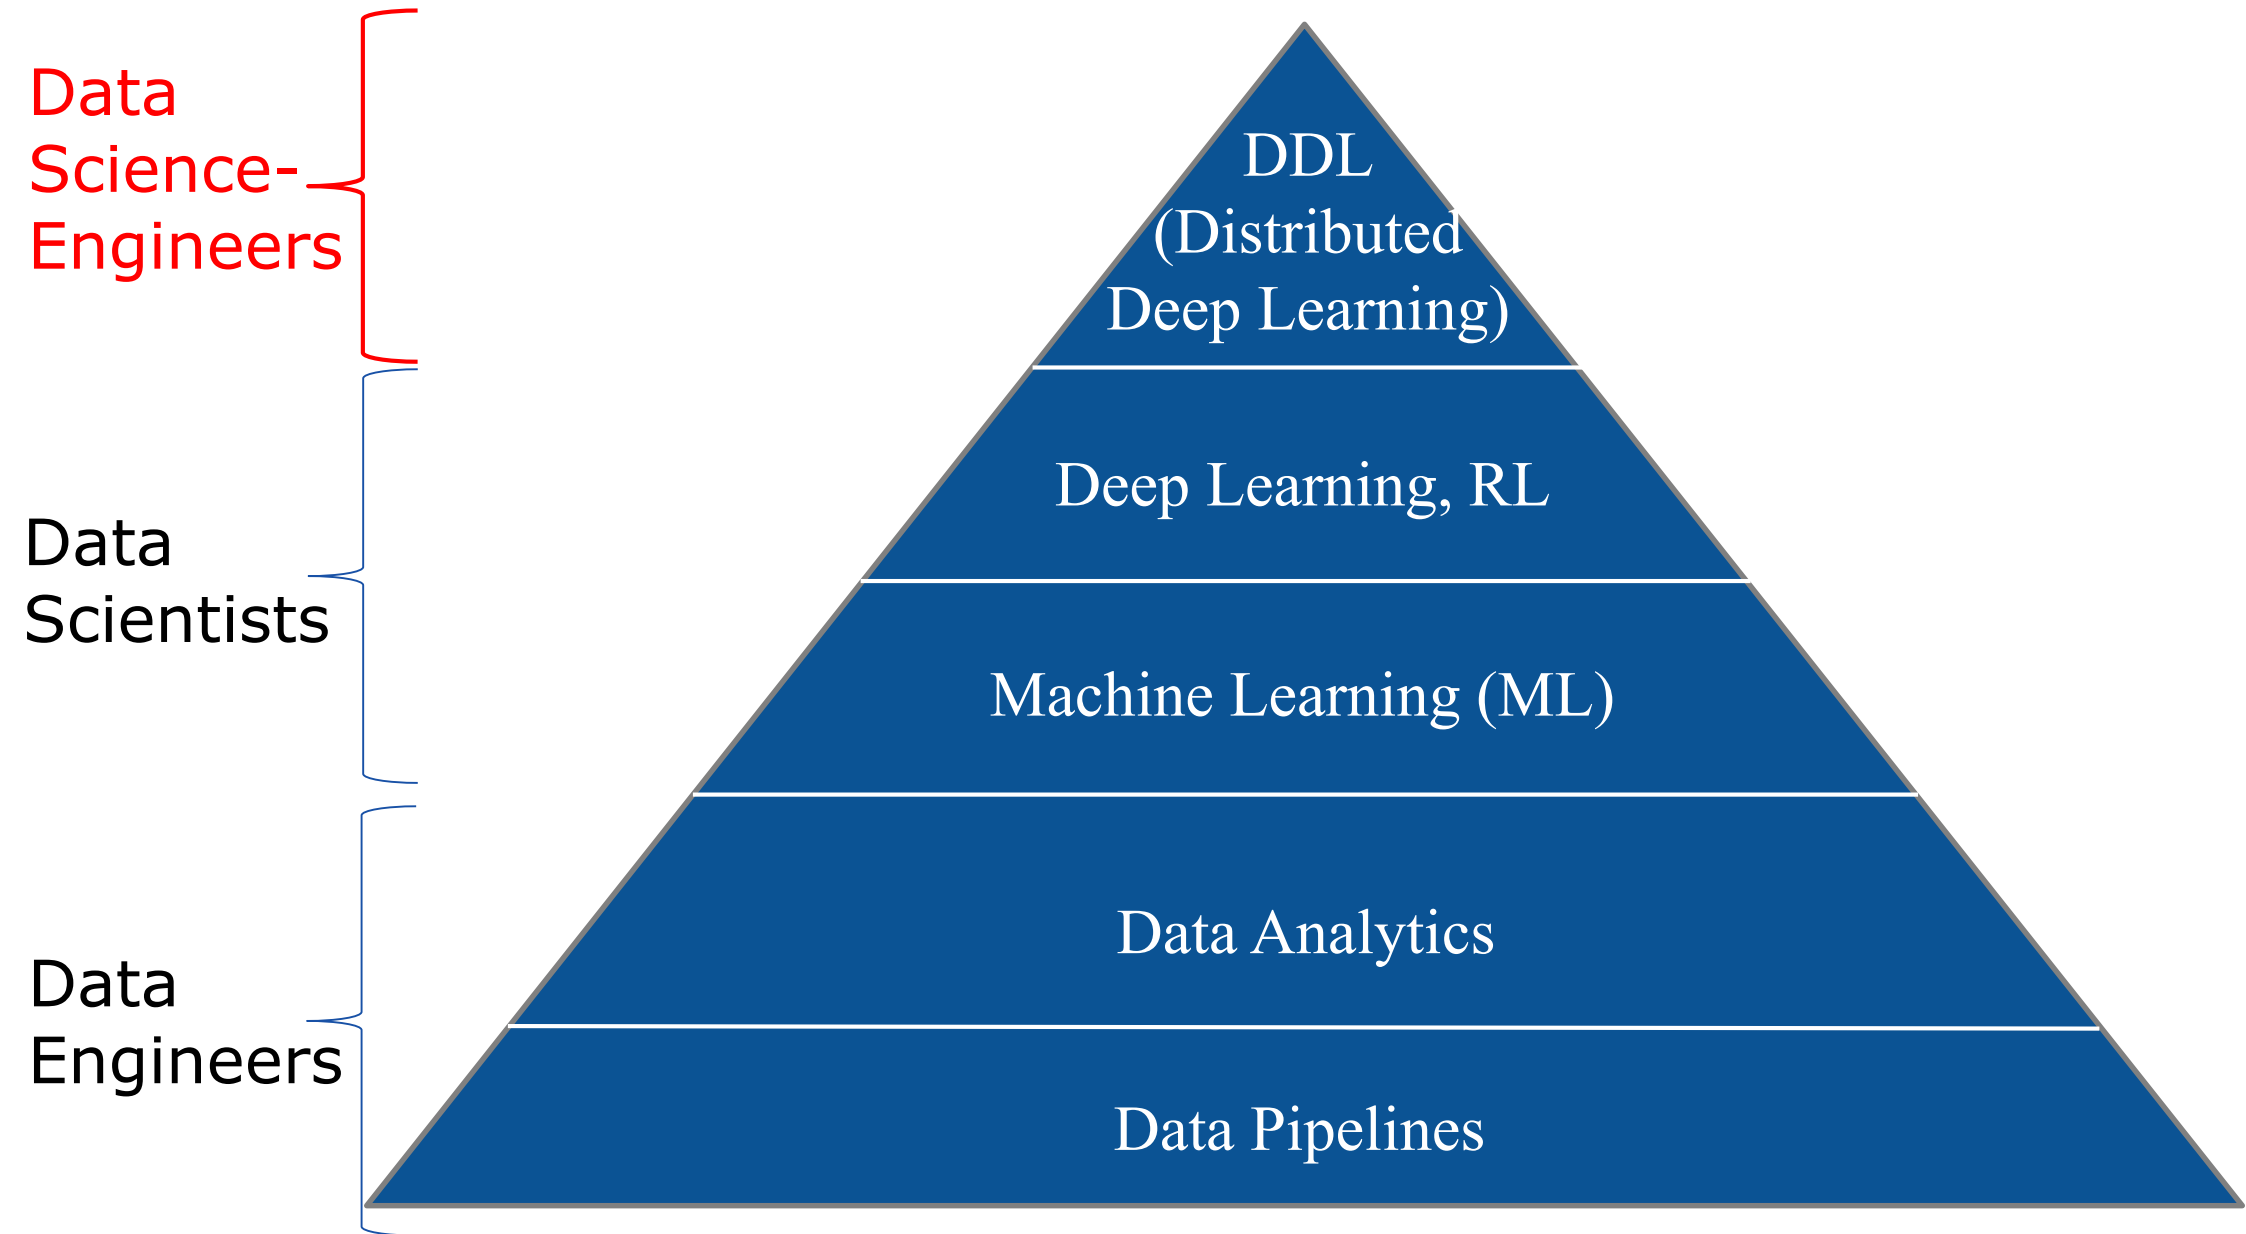 Data
Science-
Engineers
DDL
(Distributed
Deep Learning)
Data
Scientists
Deep Learning, RL
Machine Learning (ML)
Data
Engineers
Data Analytics
Data Pipelines